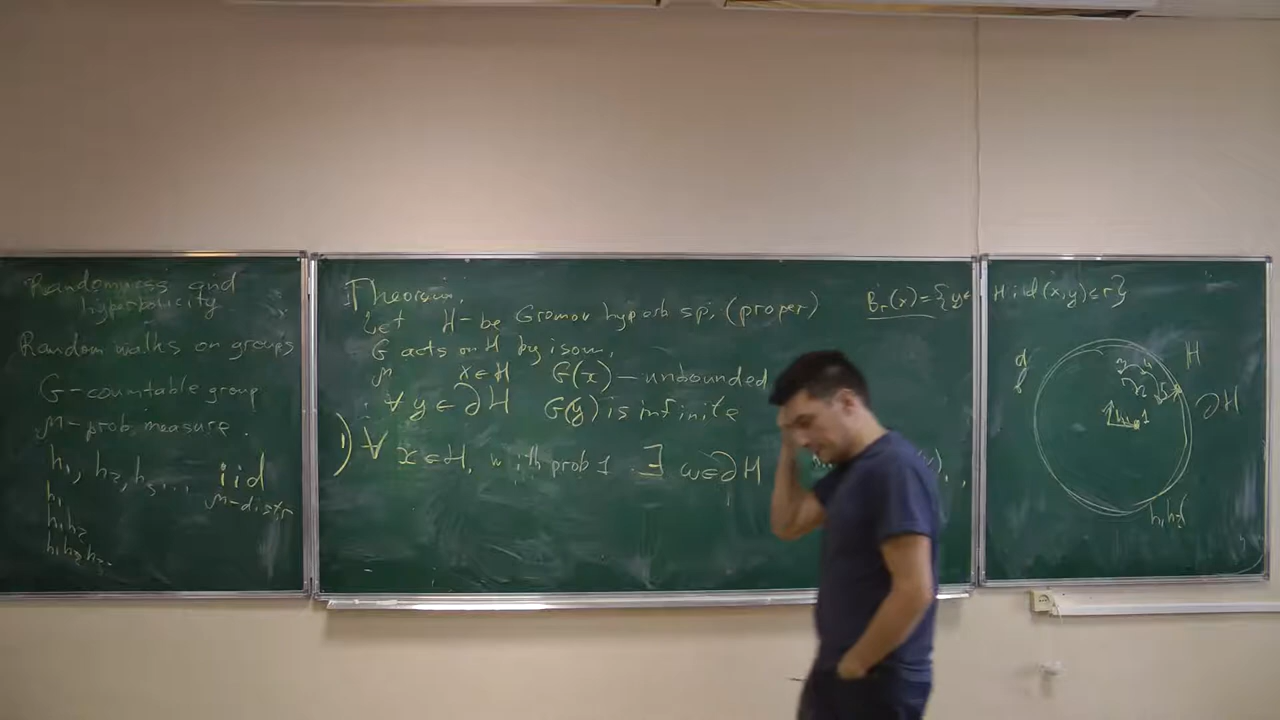 Randomness and
hyperbolicity
Random walks on groups
G - countable group
μ - prob. measure.
h₁, h₂, h₃... iid
μ-distr
h₁
h₁h₂
h₁h₂h₃..
Theorem.
Let H - be Gromov hyperb. sp. (proper)
G acts on H by isom.
μ x∈H G(x) - unbounded
∀ y∈∂H G(y) is infinite
1) ∀ x∈H, with prob 1 ∃ ω∈∂H
Bᵣ(x)={y∈ H: d(x,y)≤r}
H
∂H
h₁h₂